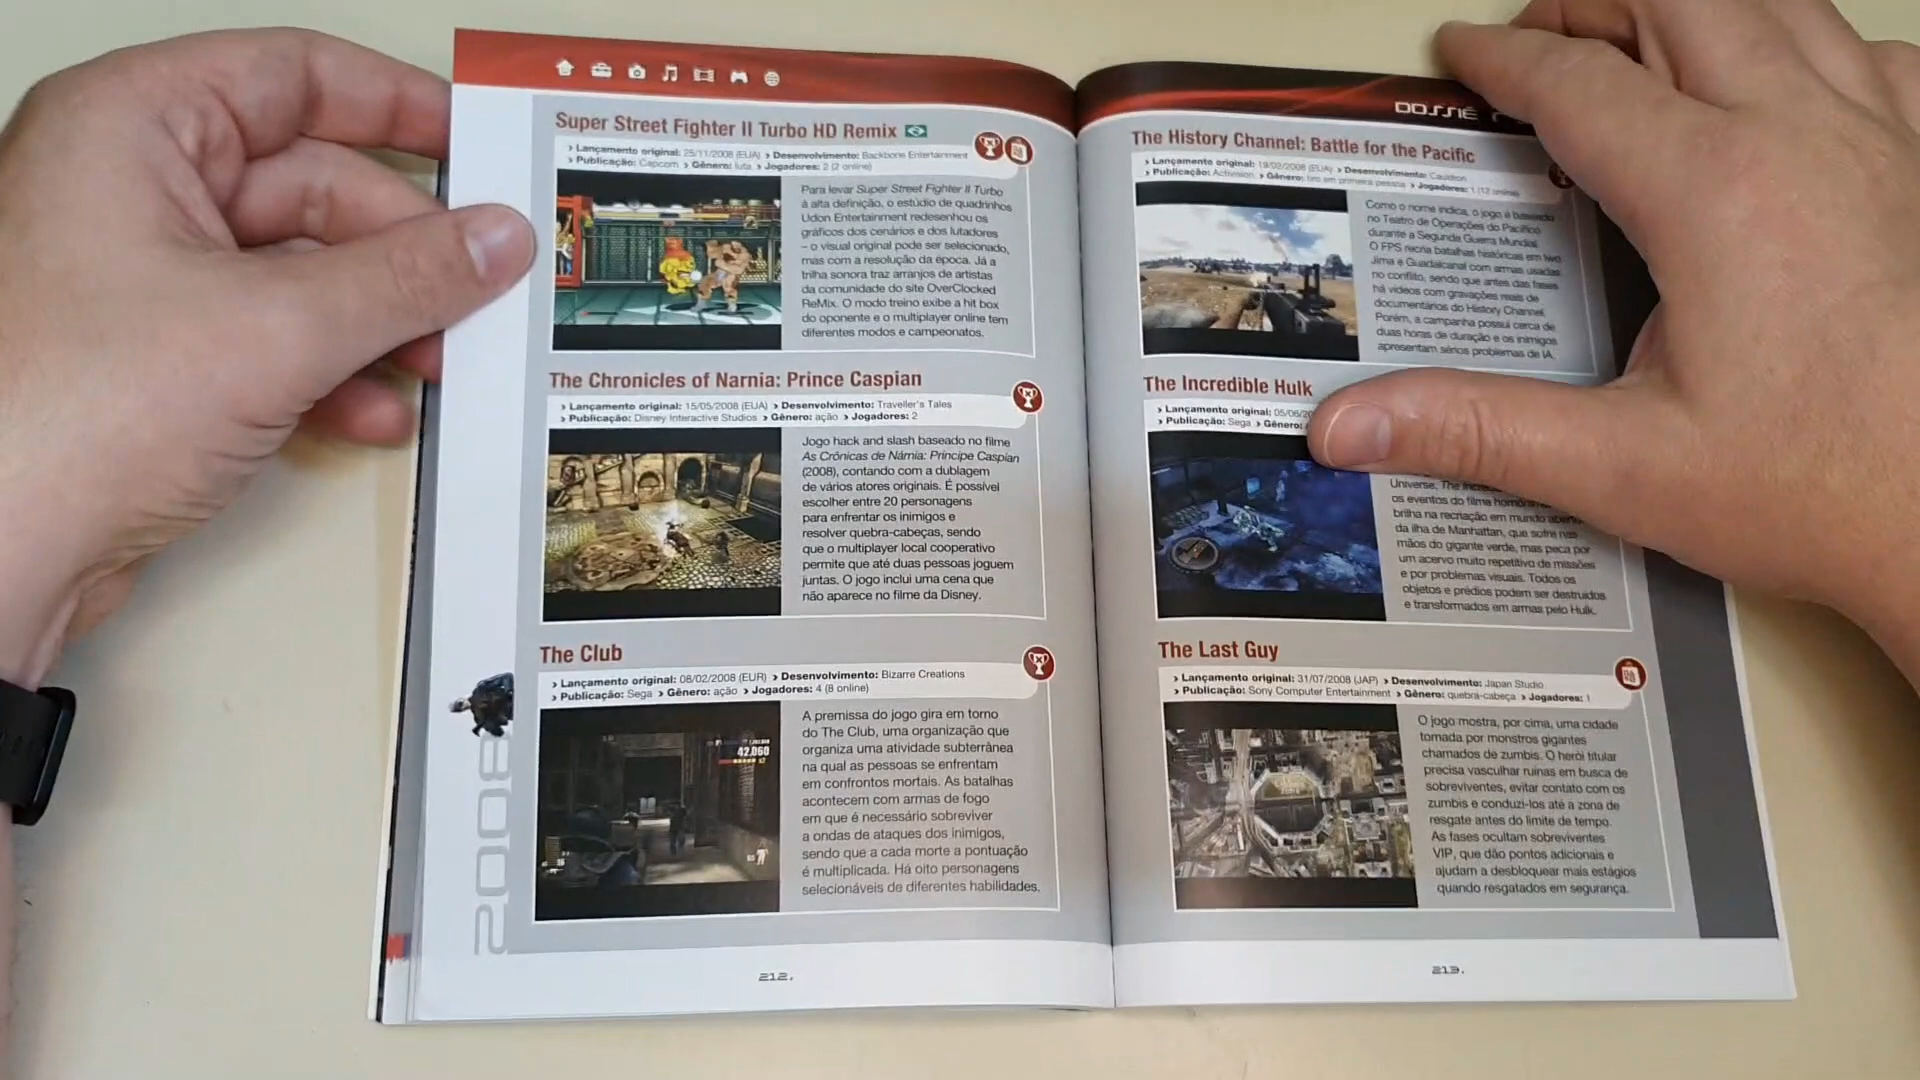 Super Street Fighter II Turbo HD Remix
› Lançamento original: 25/11/2008 (EUA) › Desenvolvimento: Backbone Entertainment
› Publicação: Capcom › Gênero: luta › Jogadores: 2 (2 online)
Para levar Super Street Fighter II Turbo
à alta definição, o estúdio de quadrinhos
Udon Entertainment redesenhou os
gráficos dos cenários e dos lutadores
– o visual original pode ser selecionado,
mas com a resolução da época. Já a
trilha sonora traz arranjos de artistas
da comunidade do site OverClocked
ReMix. O modo treino exibe a hit box
do oponente e o multiplayer online tem
diferentes modos e campeonatos.
The Chronicles of Narnia: Prince Caspian
› Lançamento original: 15/05/2008 (EUA) › Desenvolvimento: Traveller's Tales
› Publicação: Disney Interactive Studios › Gênero: ação › Jogadores: 2
Jogo hack and slash baseado no filme
As Crônicas de Nárnia: Príncipe Caspian
(2008), contando com a dublagem
de vários atores originais. É possível
escolher entre 20 personagens
para enfrentar os inimigos e
resolver quebra-cabeças, sendo
que o multiplayer local cooperativo
permite que até duas pessoas joguem
juntas. O jogo inclui uma cena que
não aparece no filme da Disney.
The Club
› Lançamento original: 08/02/2008 (EUR) › Desenvolvimento: Bizarre Creations
› Publicação: Sega › Gênero: ação › Jogadores: 4 (8 online)
42.060
A premissa do jogo gira em torno
do The Club, uma organização que
organiza uma atividade subterrânea
na qual as pessoas se enfrentam
em confrontos mortais. As batalhas
acontecem com armas de fogo
em que é necessário sobreviver
a ondas de ataques dos inimigos,
sendo que a cada morte a pontuação
é multiplicada. Há oito personagens
selecionáveis de diferentes habilidades.
2008
212.
DOSSIÊ
The History Channel: Battle for the Pacific
› Lançamento original: 19/02/2008 (EUA) › Desenvolvimento: Cauldron
› Publicação: Activision › Gênero: tiro em primeira pessoa › Jogadores: 1 (12 online)
Como o nome indica, o jogo é baseado
no Teatro de Operações do Pacífico
durante a Segunda Guerra Mundial.
O FPS recria batalhas históricas em Iwo
Jima e Guadalcanal com armas usadas
no conflito, sendo que antes das fases
há vídeos com gravações reais de
documentários do History Channel.
Porém, a campanha possui cerca de
duas horas de duração e os inimigos
apresentam sérios problemas de IA.
The Incredible Hulk
› Lançamento original: 05/06/20
› Publicação: Sega › Gênero:
Universe, The
os eventos do filme
brilha na recriação em mundo aberto
da ilha de Manhattan, que sofre nas
mãos do gigante verde, mas peca por
um acervo muito repetitivo de missões
e por problemas visuais. Todos os
objetos e prédios podem ser destruídos
e transformados em armas pelo Hulk.
The Last Guy
› Lançamento original: 31/07/2008 (JAP) › Desenvolvimento: Japan Studio
› Publicação: Sony Computer Entertainment › Gênero: quebra-cabeça › Jogadores: 1
O jogo mostra, por cima, uma cidade
tomada por monstros gigantes
chamados de zumbis. O herói titular
precisa vasculhar ruínas em busca de
sobreviventes, evitar contato com os
zumbis e conduzi-los até a zona de
resgate antes do limite de tempo.
As fases ocultam sobreviventes
VIP, que dão pontos adicionais e
ajudam a desbloquear mais estágios
quando resgatados em segurança.
213.